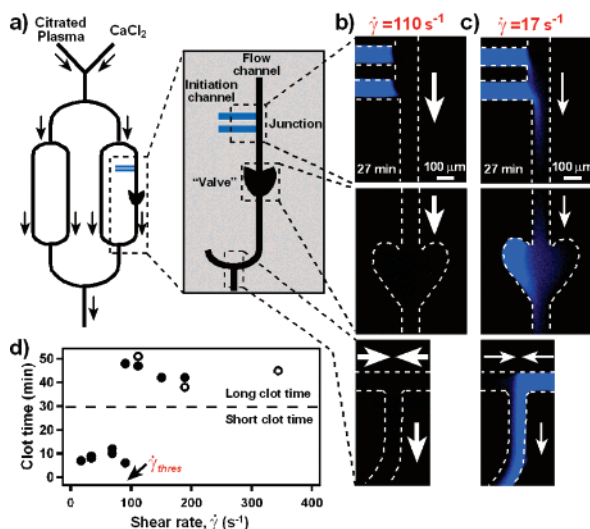 a)
Citrated
Plasma
CaCl2
Flow
channel
Initiation
channel
Junction
"Valve"
b)
γ̇ =110 s-1
27 min
100 μm
c)
γ̇ =17 s-1
27 min
100 μm
d)
Clot time (min)
50
40
30
20
10
0
Long clot time
Short clot time
γ̇thres
0
100
200
300
400
Shear rate, γ̇ (s-1)